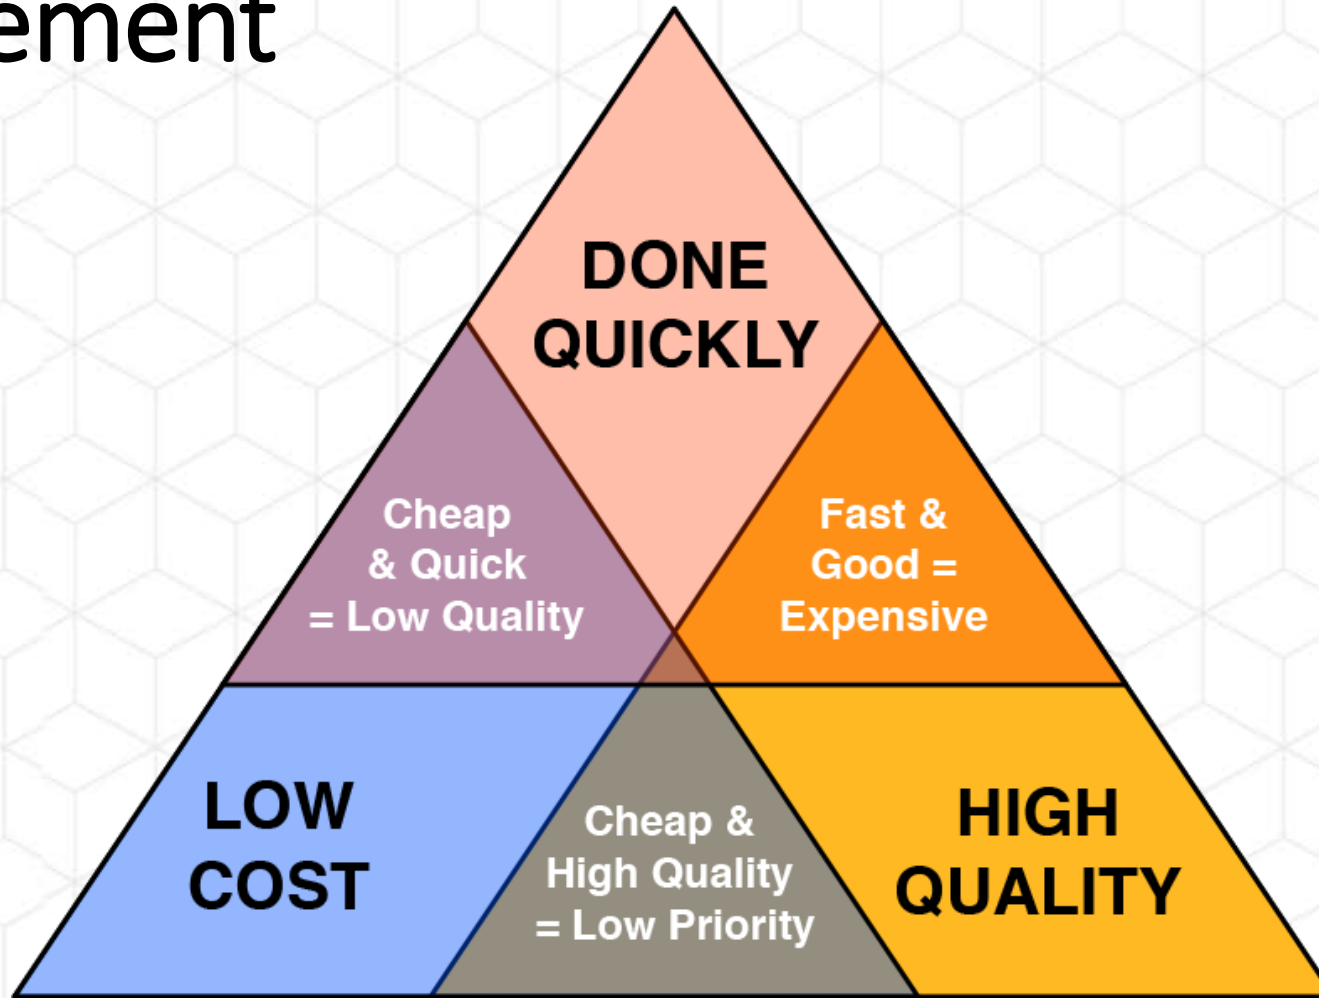 ement
DONE
QUICKLY
Cheap
& Quick
= Low Quality
Fast &
Good =
Expensive
LOW
COST
Cheap &
High Quality
= Low Priority
HIGH
QUALITY